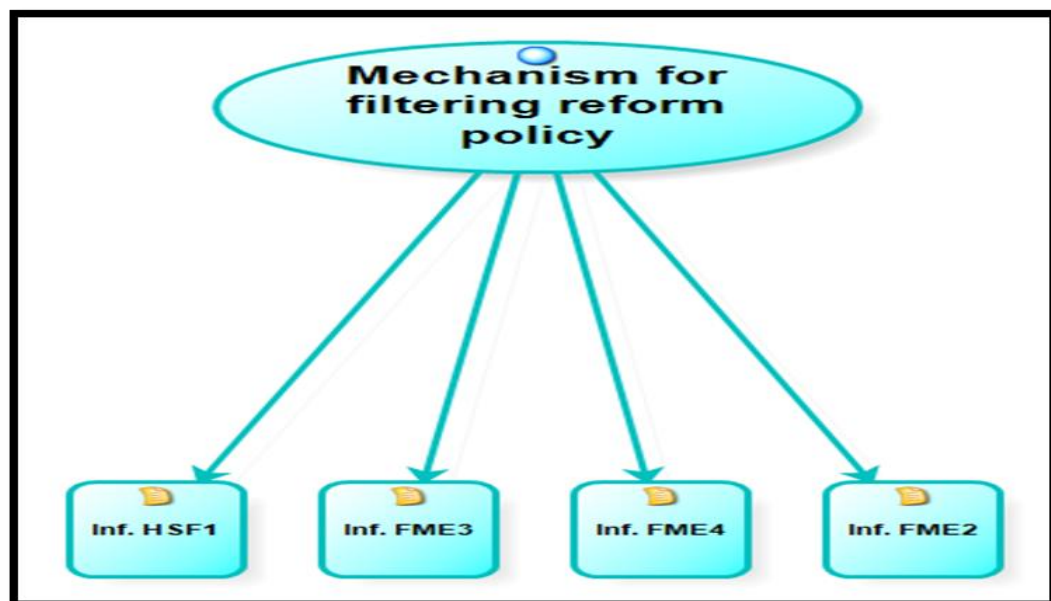 Mechanism for
filtering reform
policy
Inf. HSF1
Inf. FME3
Inf. FME4
Inf. FME2